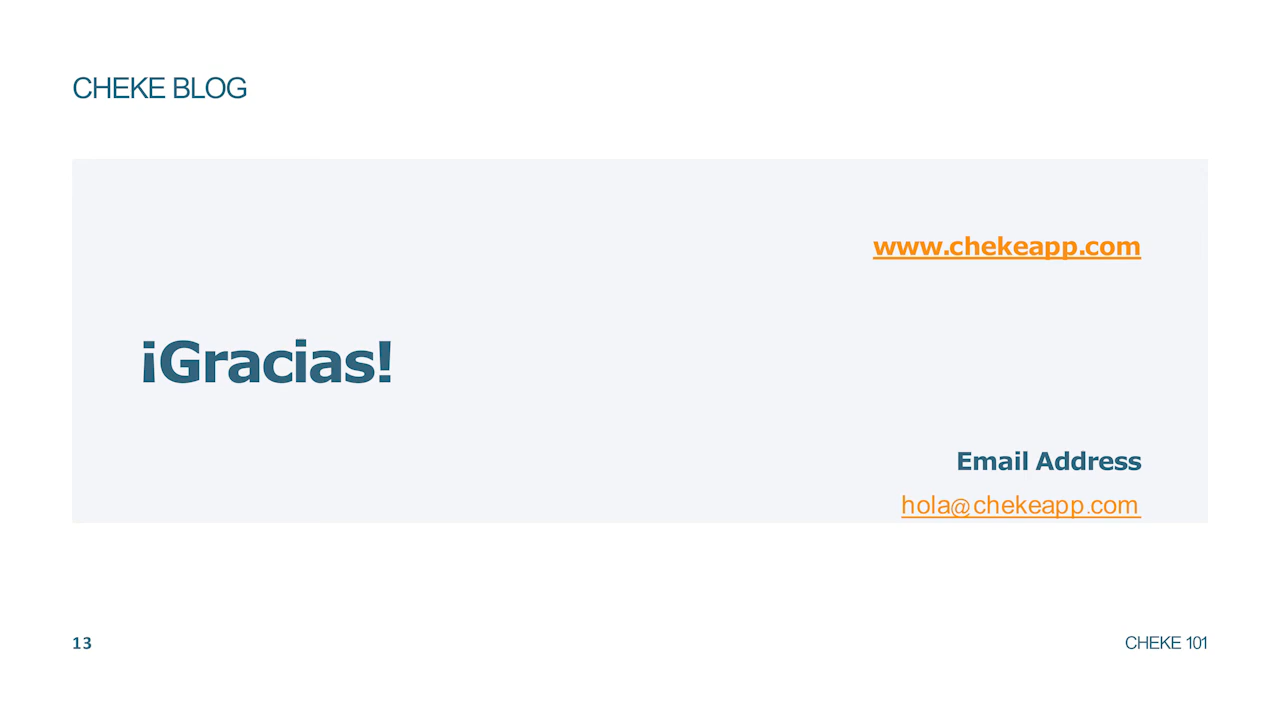 CHEKE BLOG
www.chekeapp.com
¡Gracias!
Email Address
hola@chekeapp.com
13
CHEKE 101